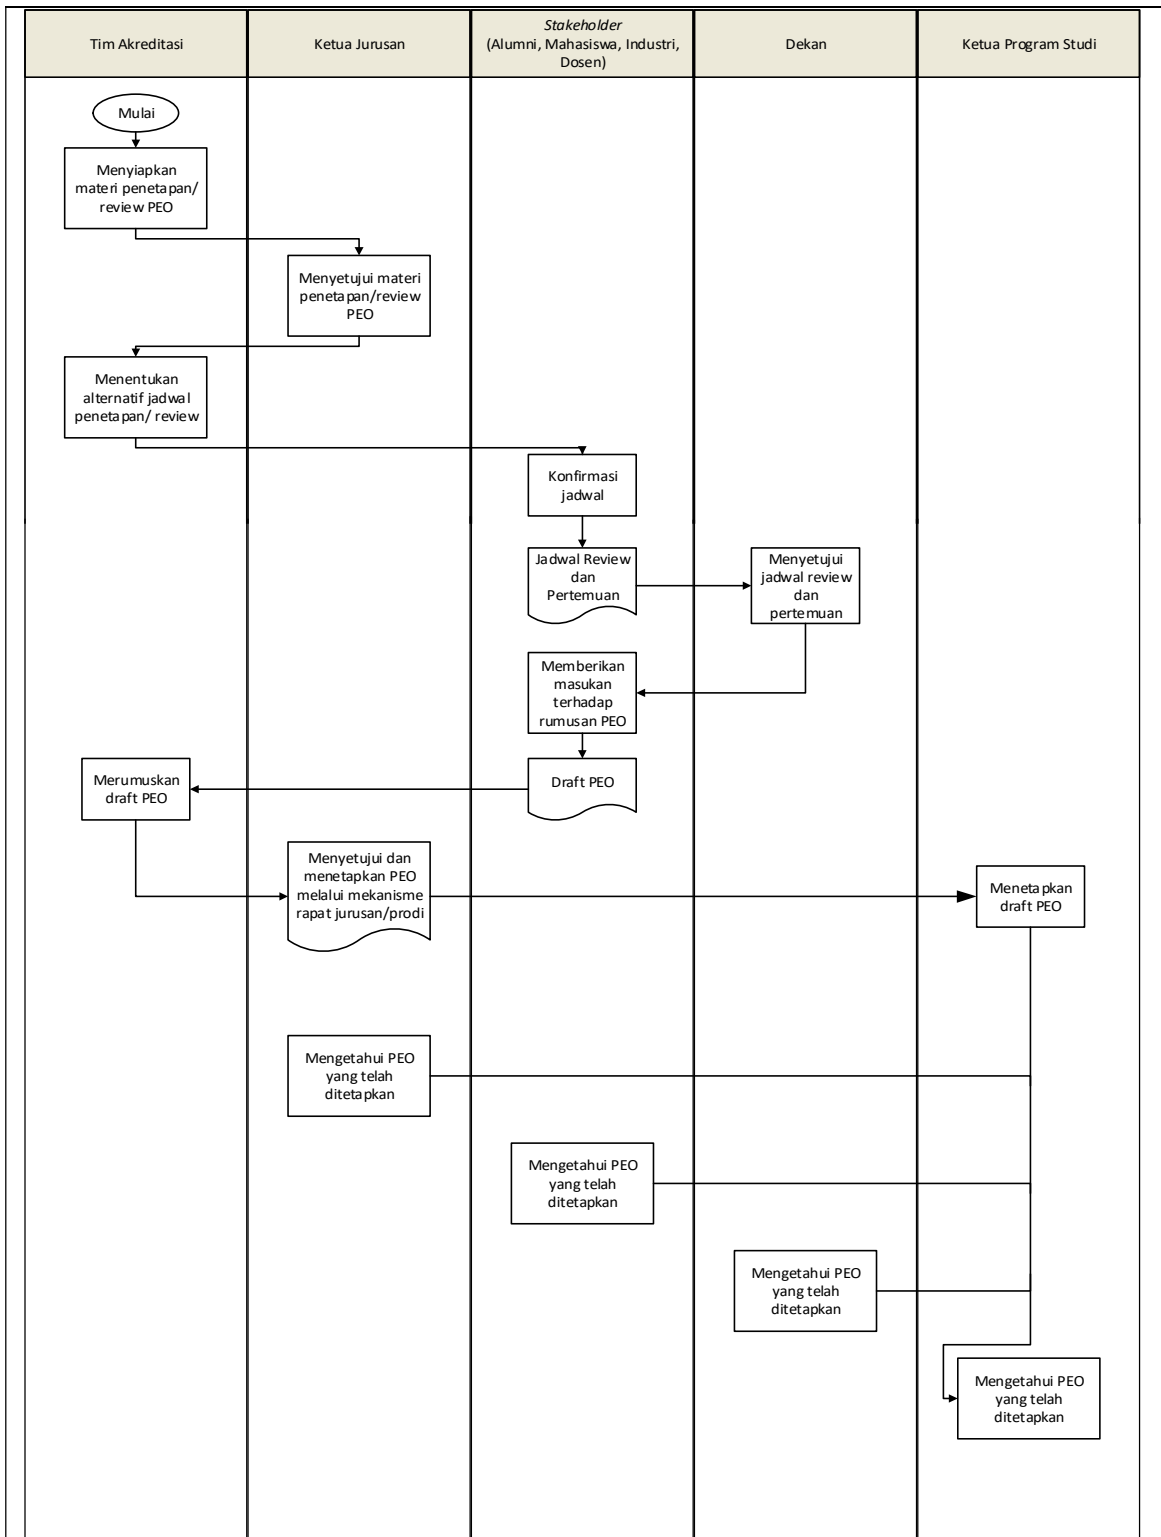 Tim Akreditasi
Ketua Jurusan
Stakeholder
(Alumni, Mahasiswa, Industri,
Dosen)
Dekan
Ketua Program Studi
Mulai
Menyiapkan
materi penetapan/
review PEO
Menyetujui materi
penetapan/review
PEO
Menentukan
alternatif jadwal
penetapan/ review
Konfirmasi
jadwal
Jadwal Review
dan
Pertemuan
Menyetujui
jadwal review
dan
pertemuan
Memberikan
masukan
terhadap
rumusan PEO
Merumuskan
draft PEO
Draft PEO
Menyetujui dan
menetapkan PEO
melalui mekanisme
rapat jurusan/prodi
Menetapkan
draft PEO
Mengetahui PEO
yang telah
ditetapkan
Mengetahui PEO
yang telah
ditetapkan
Mengetahui PEO
yang telah
ditetapkan
Mengetahui PEO
yang telah
ditetapkan